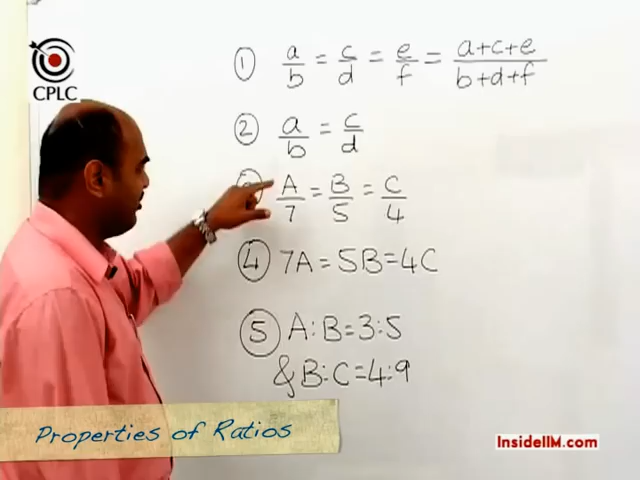 CPLC
① a/b = c/d = e/f = a+c+e/b+d+f
② a/b = c/d
A/7 = B/5 = C/4
④ 7A = 5B = 4C
⑤ A:B = 3:5
& B:C = 4:9
Properties of Ratios
InsideIIM.com